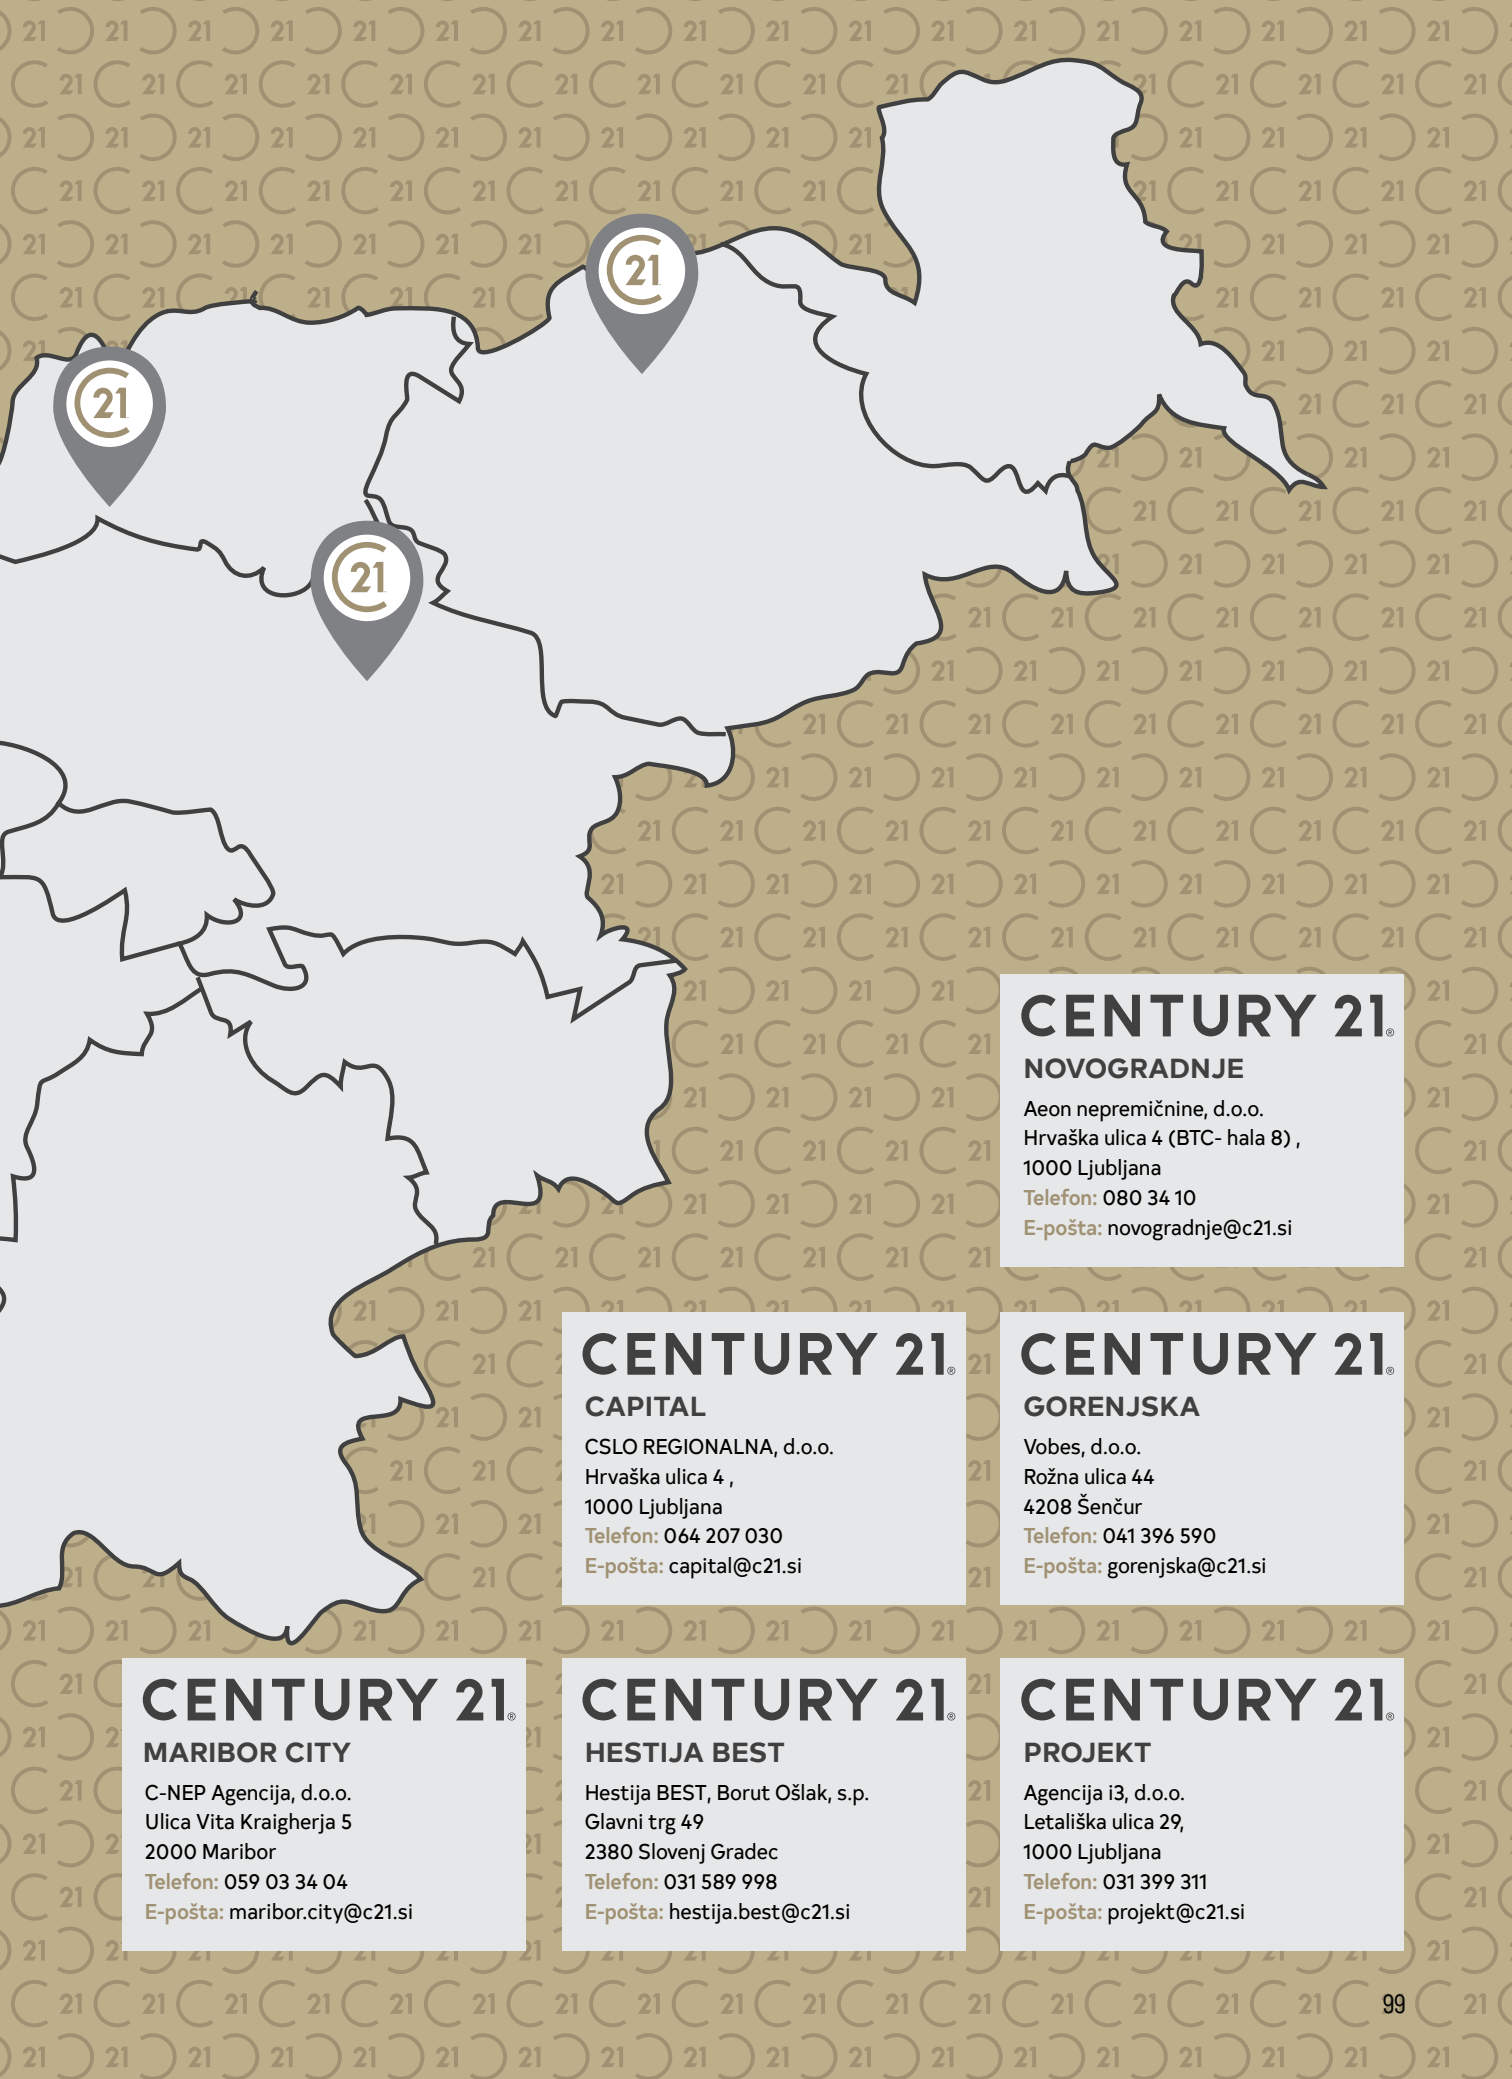 21
21
21
CENTURY 21®
NOVOGRADNJE
Aeon nepremičnine, d.o.o.
Hrvaška ulica 4 (BTC- hala 8) ,
1000 Ljubljana
Telefon: 080 34 10
E-pošta: novogradnje@c21.si
CENTURY 21®
CAPITAL
CSLO REGIONALNA, d.o.o.
Hrvaška ulica 4 ,
1000 Ljubljana
Telefon: 064 207 030
E-pošta: capital@c21.si
CENTURY 21®
GORENJSKA
Vobes, d.o.o.
Rožna ulica 44
4208 Šenčur
Telefon: 041 396 590
E-pošta: gorenjska@c21.si
CENTURY 21®
MARIBOR CITY
C-NEP Agencija, d.o.o.
Ulica Vita Kraigherja 5
2000 Maribor
Telefon: 059 03 34 04
E-pošta: maribor.city@c21.si
CENTURY 21®
HESTIJA BEST
Hestija BEST, Borut Ošlak, s.p.
Glavni trg 49
2380 Slovenj Gradec
Telefon: 031 589 998
E-pošta: hestija.best@c21.si
CENTURY 21®
PROJEKT
Agencija i3, d.o.o.
Letališka ulica 29,
1000 Ljubljana
Telefon: 031 399 311
E-pošta: projekt@c21.si
99